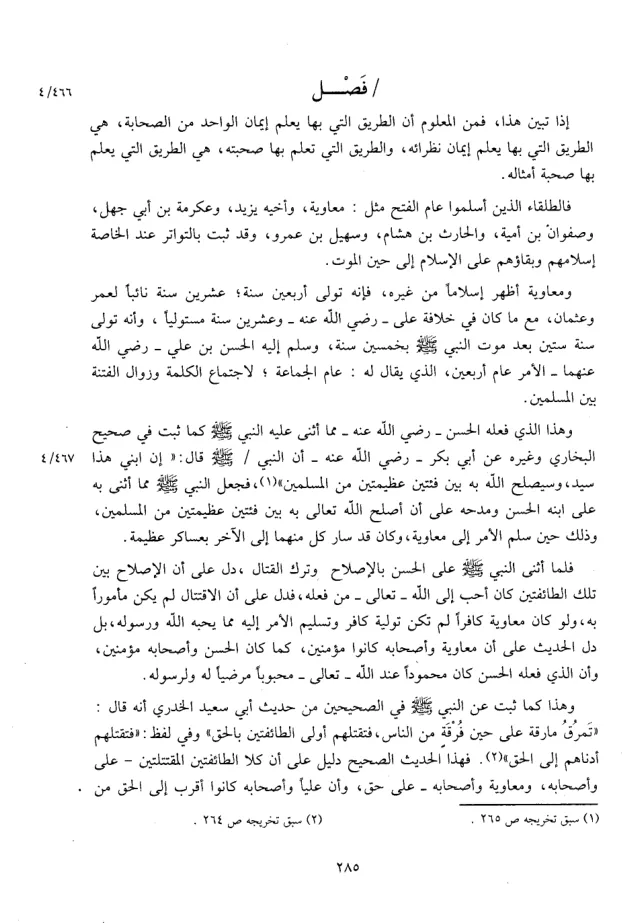 ٤/٤٦٦
/ فَصْـــل
إذا تبين هذا، فمن المعلوم أن الطريق التي بها يعلم إيمان الواحد من الصحابة، هي
الطريق التي بها يعلم إيمان نظرائه، والطريق التي تعلم بها صحبته، هي الطريق التي يعلم
بها صحبة أمثاله.
فالطلقاء الذين أسلموا عام الفتح مثل : معاوية، وأخيه يزيد، وعكرمة بن أبي جهل،
وصفوان بن أمية، والحارث بن هشام، وسهيل بن عمرو، وقد ثبت بالتواتر عند الخاصة
إسلامهم وبقاؤهم على الإسلام إلى حين الموت.
ومعاوية أظهر إسلاماً من غيره، فإنه تولى أربعين سنة؛ عشرين سنة نائباً لعمر
وعثمان، مع ما كان في خلافة على ـ رضي الله عنه ـ وعشرين سنة مستولياً ، وأنه تولى
سنة ستين بعد موت النبي ﷺ بخمسين سنة، وسلم إليه الحسن بن علي ـ رضي الله
عنهما ـ الأمر عام أربعين، الذي يقال له : عام الجماعة ؛ لاجتماع الكلمة وزوال الفتنة
بين المسلمين.
وهذا الذي فعله الحسن ـ رضي الله عنه ـ مما أثنى عليه النبي ﷺ كما ثبت في صحيح
البخاري وغيره عن أبي بكر ـ رضي الله عنه ـ أن النبي / ﷺ قال:« إن ابني هذا
٤/٤٦٧
سيد، وسيصلح الله به بين فئتين عظيمتين من المسلمين»(١)، فجعل النبي ﷺ مما أثنى به
على ابنه الحسن ومدحه على أن أصلح الله تعالى به بين فئتين عظيمتين من المسلمين،
وذلك حين سلم الأمر إلى معاوية، وكان قد سار كل منهما إلى الآخر بعساكر عظيمة.
فلما أثنى النبي ﷺ على الحسن بالإصلاح وترك القتال ، دل على أن الإصلاح بين
تلك الطائفتين كان أحب إلى الله ـ تعالى ـ من فعله، فدل على أن الاقتتال لم يكن مأموراً
به، ولو كان معاوية كافراً لم تكن تولية كافر وتسليم الأمر إليه مما يحبه الله ورسوله، بل
دل الحديث على أن معاوية وأصحابه كانوا مؤمنين، كما كان الحسن وأصحابه مؤمنين،
وأن الذي فعله الحسن كان محموداً عند الله ـ تعالى ـ محبوباً مرضياً له ولرسوله.
وهذا كما ثبت عن النبي ﷺ في الصحيحين من حديث أبي سعيد الخدري أنه قال :
«تَمرُقُ مارقة على حين فُرْقَة من الناس، فتقتلهم أولى الطائفتين بالحق» وفي لفظ: «فتقتلهم
أدناهم إلى الحق»(٢). فهذا الحديث الصحيح دليل على أن كلا الطائفتين المقتتلتين – على
وأصحابه، ومعاوية وأصحابه ـ على حق، وأن علياً وأصحابه كانوا أقرب إلى الحق من .
(١) سبق تخريجه ص ٢٦٥ .
(٢) سبق تخريجه ص ٢٦٤ .
٢٨٥